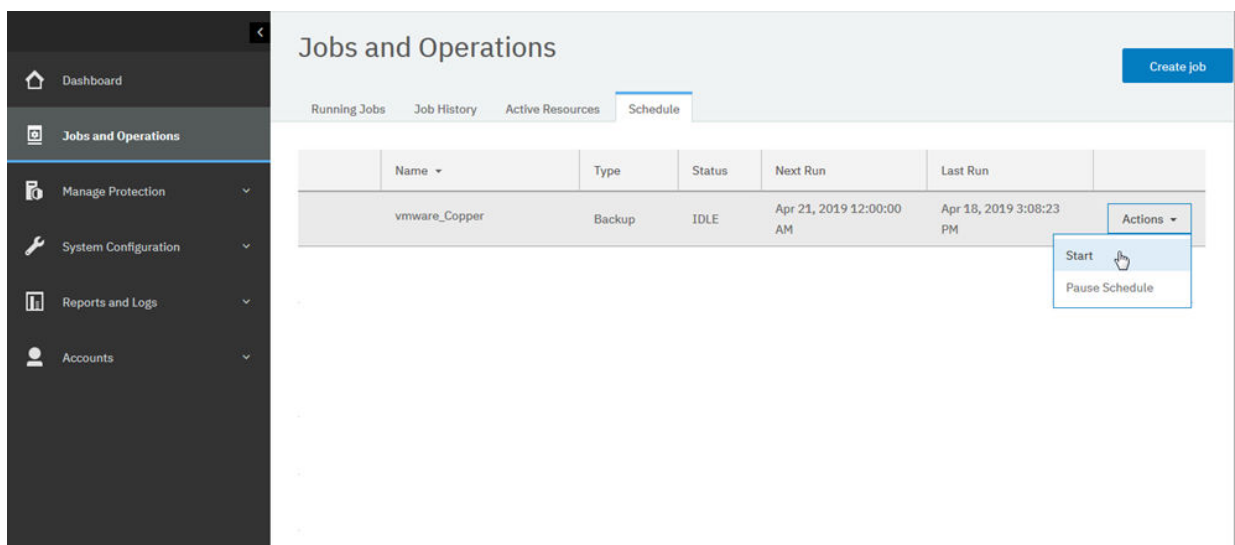 Jobs and Operations
Create job
Dashboard
Running Jobs Job History Active Resources Schedule
Jobs and Operations
Name Type Status Next Run Last Run
Manage Protection
vmware_Copper Backup IDLE Apr 21, 2019 12:00:00 Apr 18, 2019 3:08:23 Actions
AM PM
System Configuration
Start
Pause Schedule
Reports and Logs
Accounts